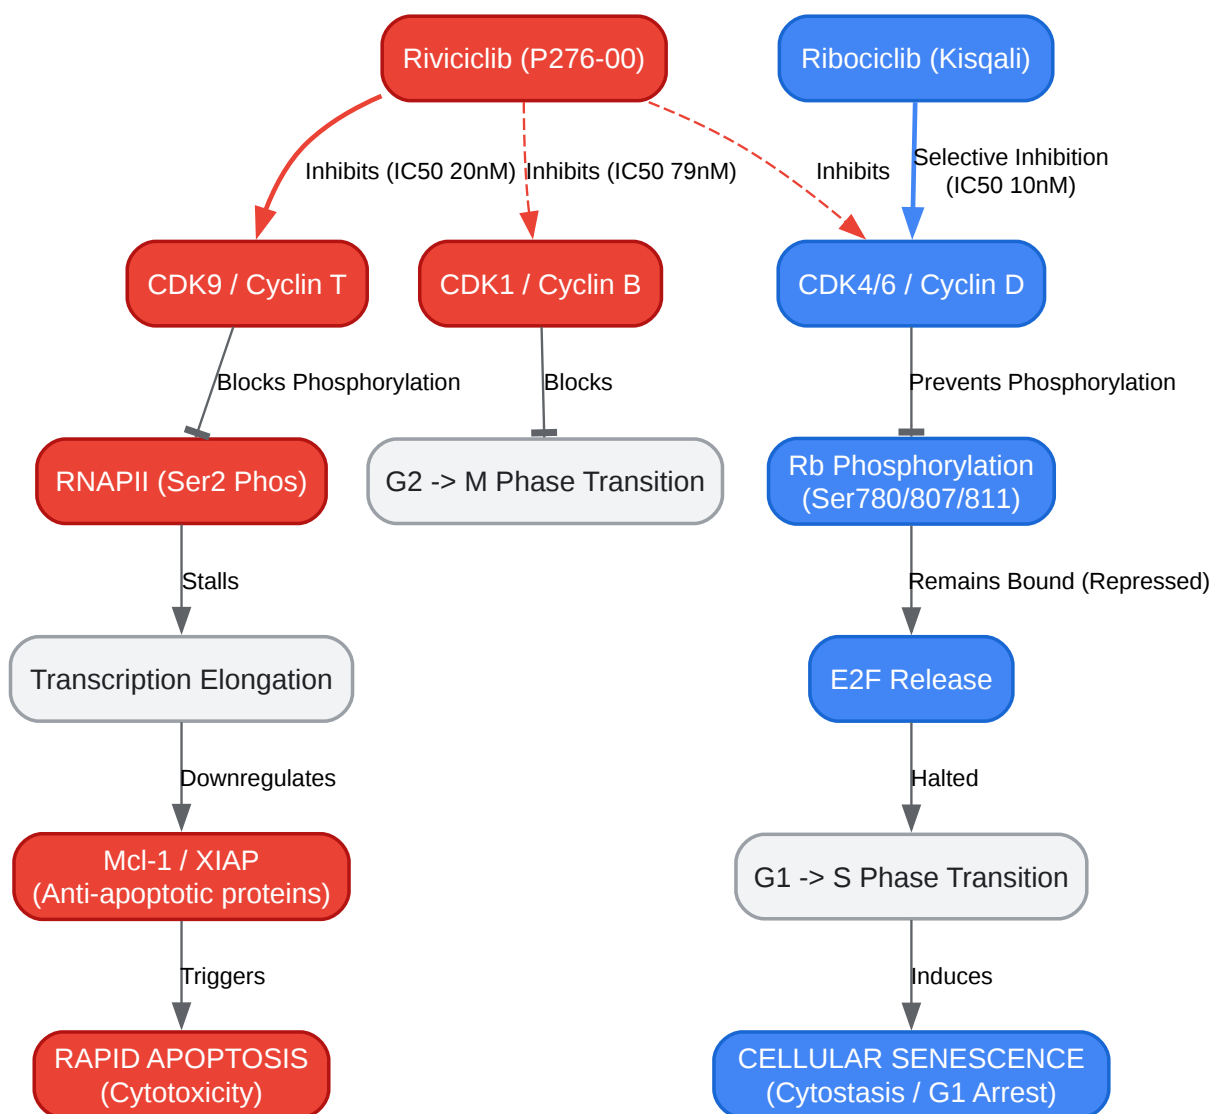 Riviciclib (P276-00)
Ribociclib (Kisqali)
Inhibits (IC50 20nM)
Inhibits (IC50 79nM)
Inhibits
Selective Inhibition
(IC50 10nM)
CDK9 / Cyclin T
CDK1 / Cyclin B
CDK4/6 / Cyclin D
Blocks Phosphorylation
Blocks
Prevents Phosphorylation
RNAPII (Ser2 Phos)
G2 -> M Phase Transition
Rb Phosphorylation
(Ser780/807/811)
Stalls
Remains Bound (Repressed)
Transcription Elongation
E2F Release
Downregulates
Halted
Mcl-1 / XIAP
(Anti-apoptotic proteins)
G1 -> S Phase Transition
Triggers
Induces
RAPID APOPTOSIS
(Cytotoxicity)
CELLULAR SENESCENCE
(Cytostasis / G1 Arrest)